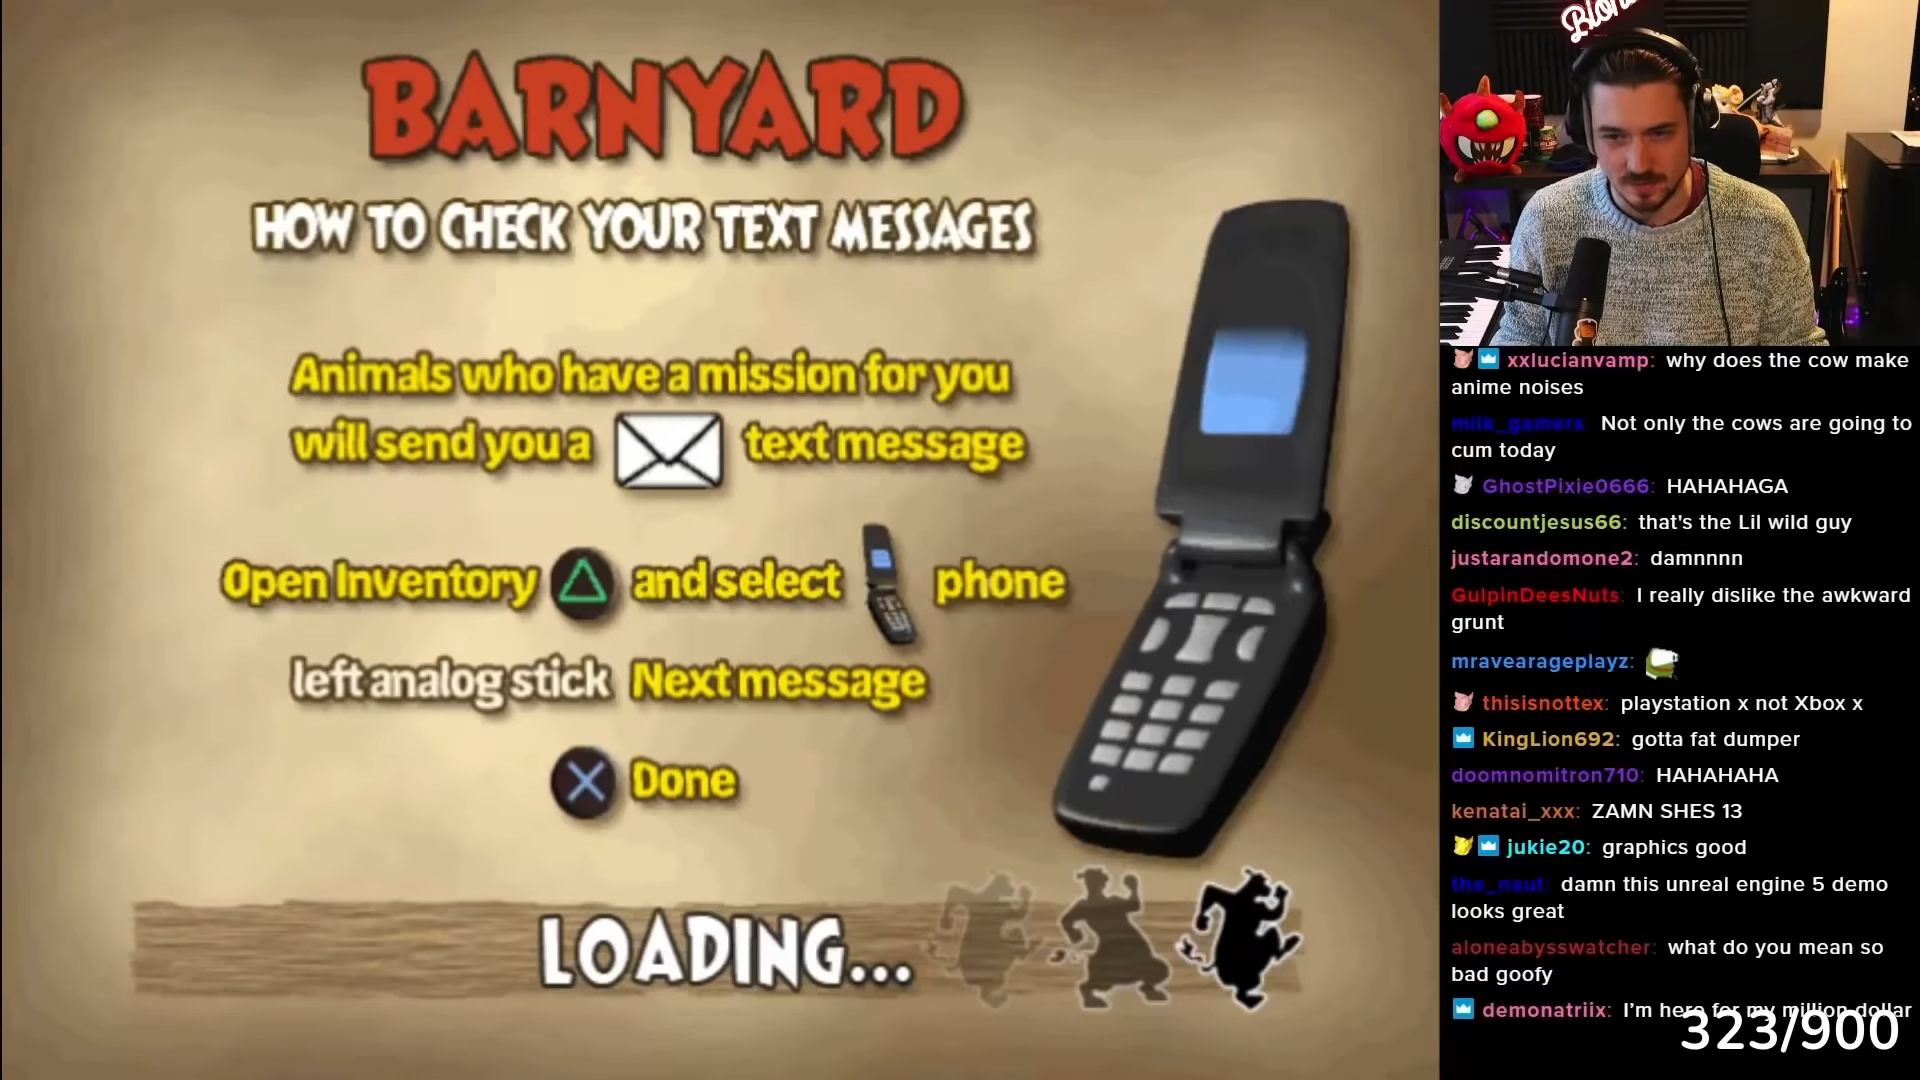 BARNYARD
HOW TO CHECK YOUR TEXT MESSAGES
Animals who have a mission for you
will send you a text message
Open Inventory and select phone
left analog stick Next message
Done
LOADING...
xxlucianvamp: why does the cow make
anime noises
milk_gamers: Not only the cows are going to
cum today
GhostPixie0666: HAHAHAGA
discountjesus66: that's the Lil wild guy
justarandomone2: damnnnn
GulpinDeesNuts: I really dislike the awkward
grunt
mravearageplayz:
thisisnottex: playstation x not Xbox x
KingLion692: gotta fat dumper
doomnomitron710: HAHAHAHA
kenatai_xxx: ZAMN SHES 13
jukie20: graphics good
the_naut: damn this unreal engine 5 demo
looks great
aloneabysswatcher: what do you mean so
bad goofy
demonatriix: I'm here for my million dollar
323/900